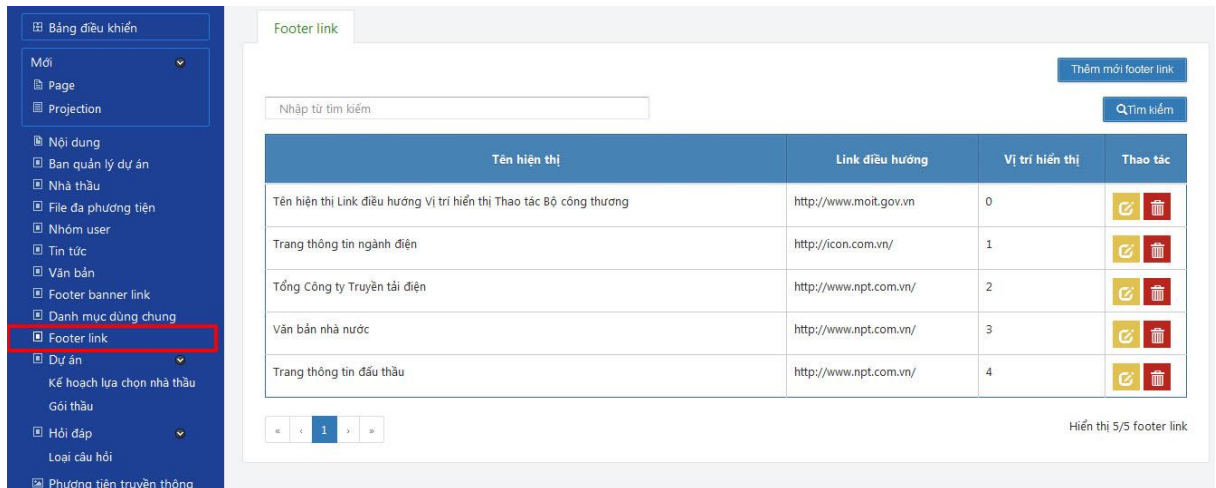 Bảng điều khiển
Mới
Page
Projection
Nội dung
Ban quản lý dự án
Nhà thầu
File đa phương tiện
Nhóm user
Tin tức
Văn bản
Footer banner link
Danh mục dùng chung
Footer link
Dự án
Kế hoạch lựa chọn nhà thầu
Gói thầu
Hỏi đáp
Loại câu hỏi
Phương tiện truyền thông
Footer link
Thêm mới footer link
Nhập từ tìm kiếm
Tìm kiếm
Tên hiện thị Link điều hướng Vị trí hiển thị Thao tác
Tên hiện thị Link điều hướng Vị trí hiển thị Thao tác Bộ công thương http://www.moit.gov.vn 0
Trang thông tin ngành điện http://icon.com.vn/ 1
Tổng Công ty Truyền tải điện http://www.npt.com.vn/ 2
Văn bản nhà nước http://www.npt.com.vn/ 3
Trang thông tin đấu thầu http://www.npt.com.vn/ 4
« ‹ 1 › »
Hiển thị 5/5 footer link